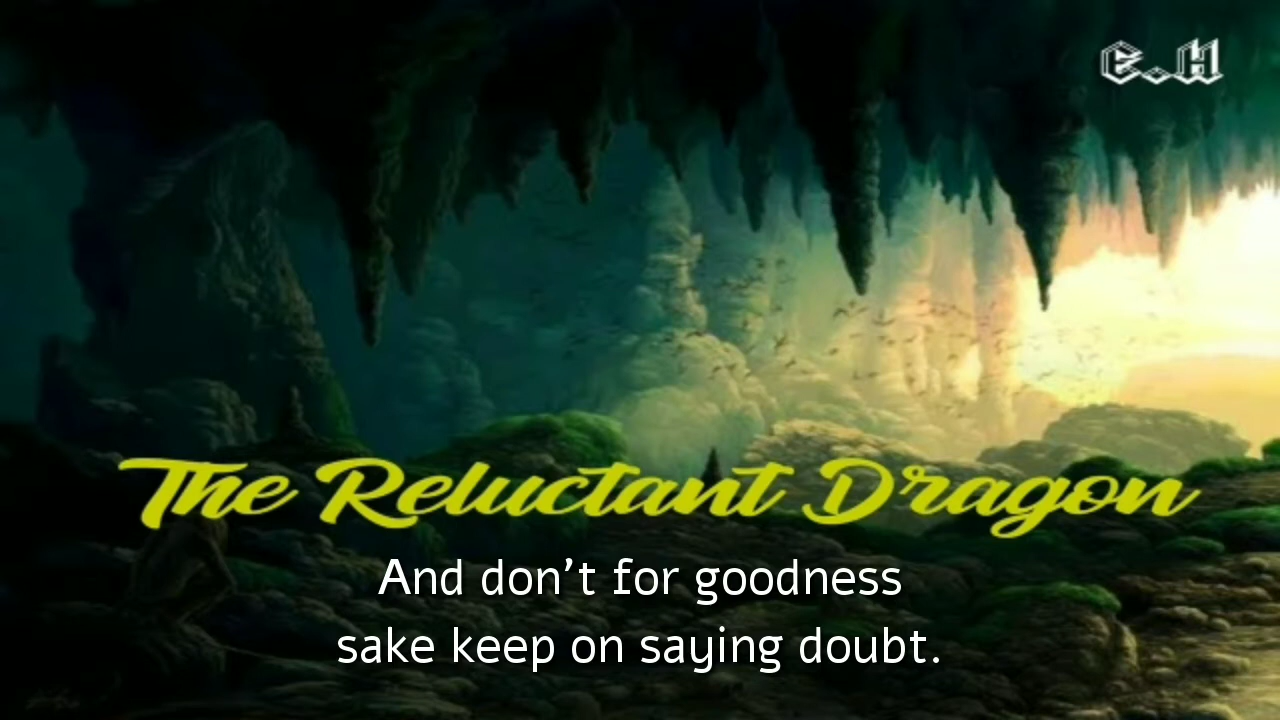 E.H
The Reluctant Dragon
And don't for goodness
sake keep on saying doubt.